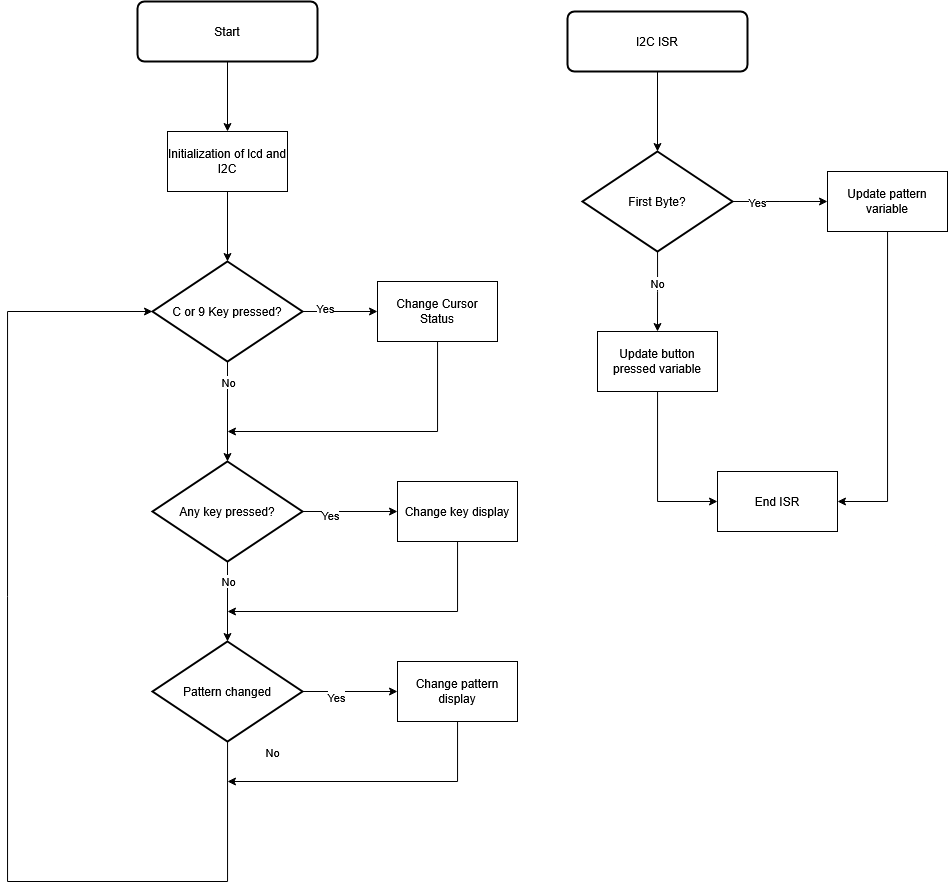 Start
Initialization of lcd and
I2C
C or 9 Key pressed?
Yes
Change Cursor
Status
No
Any key pressed?
Yes
Change key display
No
Pattern changed
Yes
Change pattern
display
No
I2C ISR
First Byte?
Yes
Update pattern
variable
No
Update button
pressed variable
End ISR